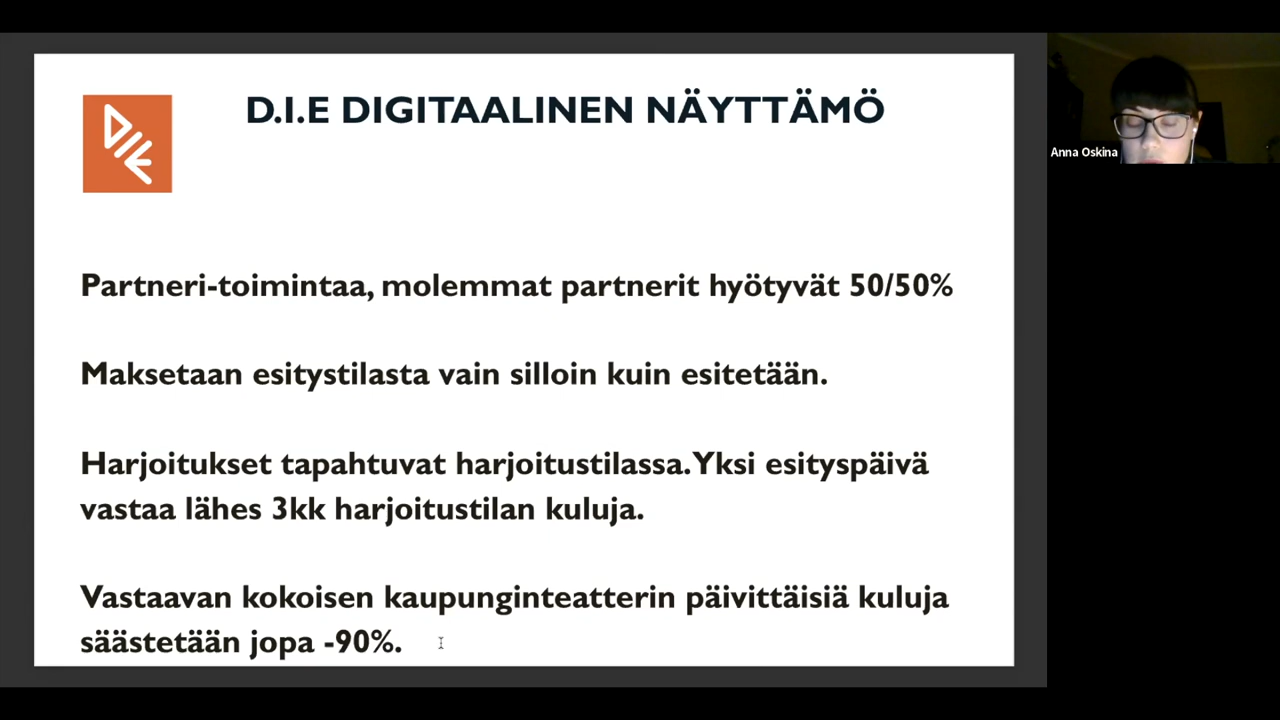 D.I.E DIGITAALINEN NÄYTTÄMÖ
DIE
Anna Oskina
Partneri-toimintaa, molemmat partnerit hyötyvät 50/50%
Maksetaan esitystilasta vain silloin kuin esitetään.
Harjoitukset tapahtuvat harjoitustilassa.Yksi esityspäivä
vastaa lähes 3kk harjoitustilan kuluja.
Vastaavan kokoisen kaupunginteatterin päivittäisiä kuluja
säästetään jopa -90%.